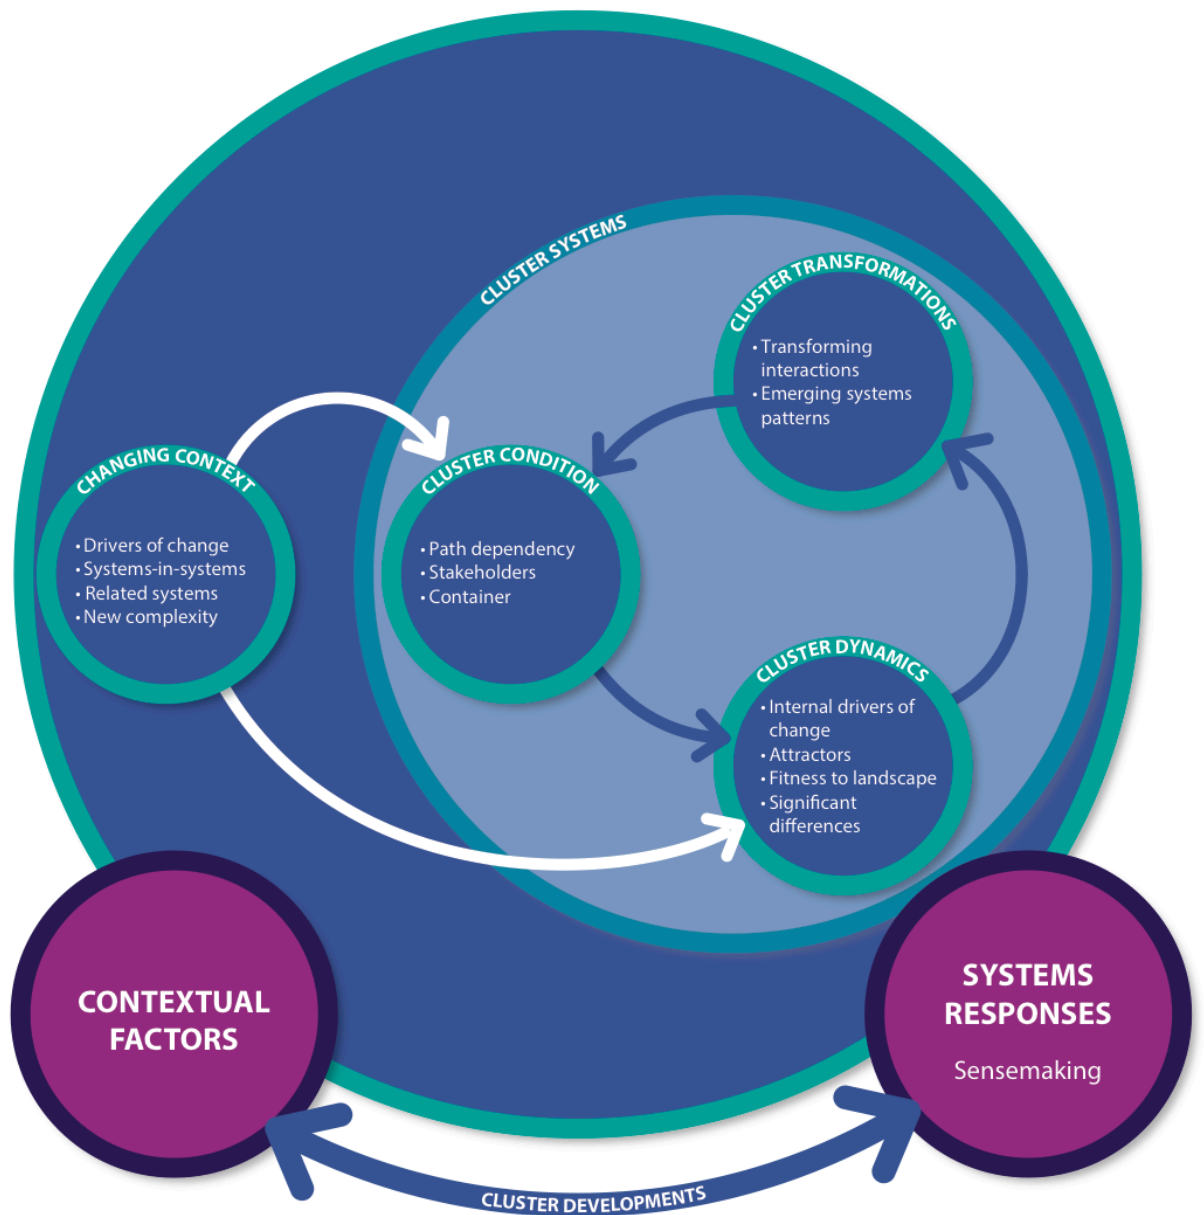 CLUSTER SYSTEMS
CLUSTER TRANSFORMATIONS
• Transforming
interactions
• Emerging systems
patterns
CHANGING CONTEXT
• Drivers of change
• Systems-in-systems
• Related systems
• New complexity
CLUSTER CONDITION
• Path dependency
• Stakeholders
• Container
CLUSTER DYNAMICS
• Internal drivers of
change
• Attractors
• Fitness to landscape
• Significant
differences
CONTEXTUAL
FACTORS
SYSTEMS
RESPONSES
Sensemaking
CLUSTER DEVELOPMENTS